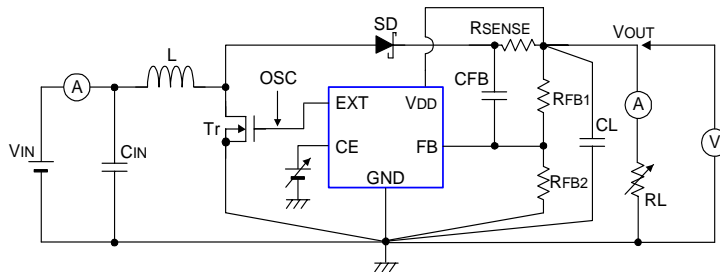 SD
RSENSE
VOUT
L
A
OSC
CFB
EXT
VDD
RFB1
A
Tr
CL
V
VIN
CIN
CE
FB
RFB2
RL
GND